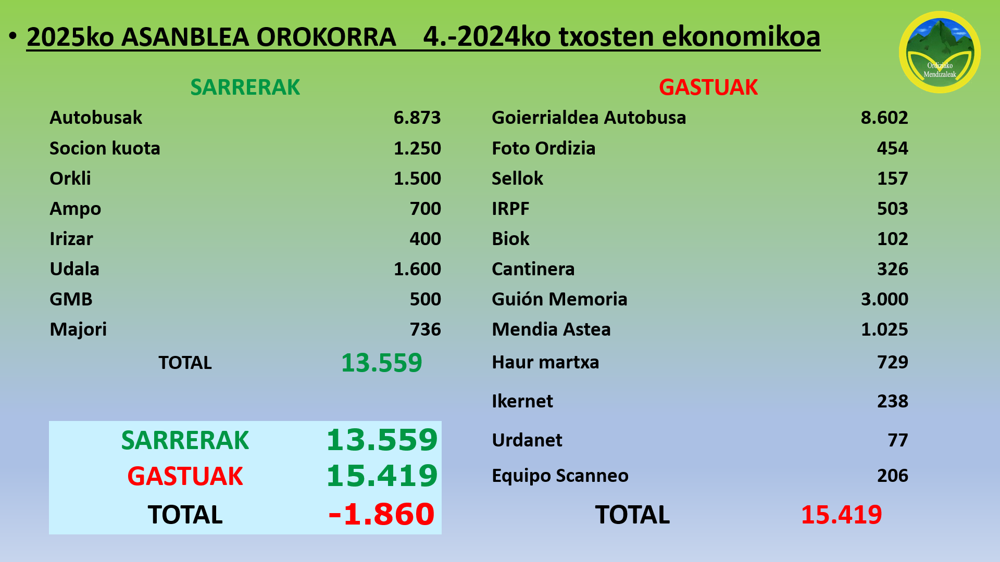 • 2025ko ASANBLEA OROKORRA 4.-2024ko txosten ekonomikoa
Ordiziako
Mendizaleak
SARRERAK
Autobusak 6.873
Socion kuota 1.250
Orkli 1.500
Ampo 700
Irizar 400
Udala 1.600
GMB 500
Majori 736
TOTAL 13.559
SARRERAK 13.559
GASTUAK 15.419
TOTAL -1.860
GASTUAK
Goierrialdea Autobusa 8.602
Foto Ordizia 454
Sellok 157
IRPF 503
Biok 102
Cantinera 326
Guión Memoria 3.000
Mendia Astea 1.025
Haur martxa 729
Ikernet 238
Urdanet 77
Equipo Scanneo 206
TOTAL 15.419